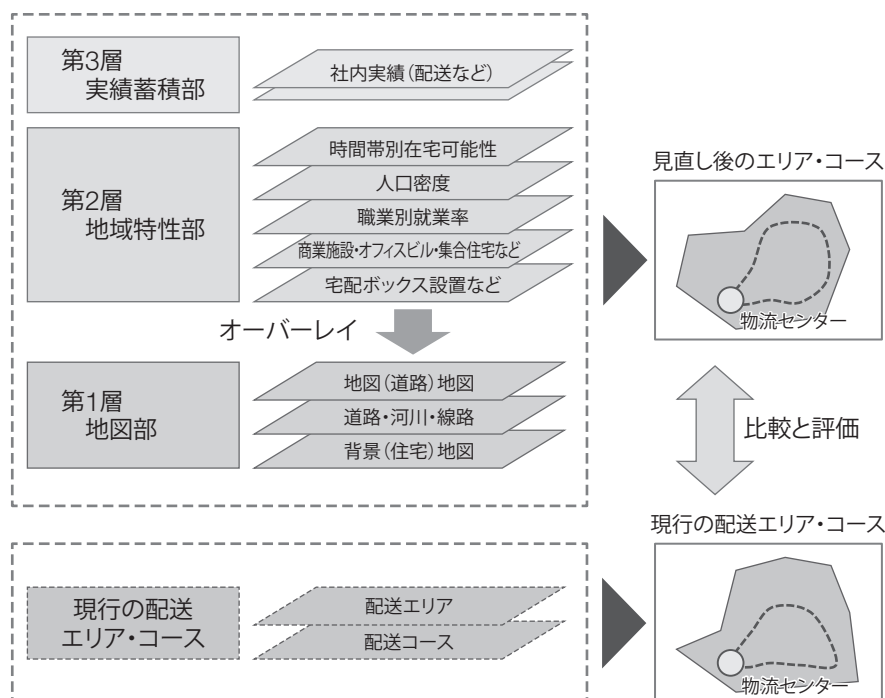 第3層
実績蓄積部
社内実績(配送など)
第2層
地域特性部
時間帯別在宅可能性
人口密度
職業別就業率
商業施設・オフィスビル・集合住宅など
宅配ボックス設置など
オーバーレイ
第1層
地図部
地図(道路)地図
道路・河川・線路
背景(住宅)地図
見直し後のエリア・コース
物流センター
比較と評価
現行の配送エリア・コース
物流センター
現行の配送
エリア・コース
配送エリア
配送コース